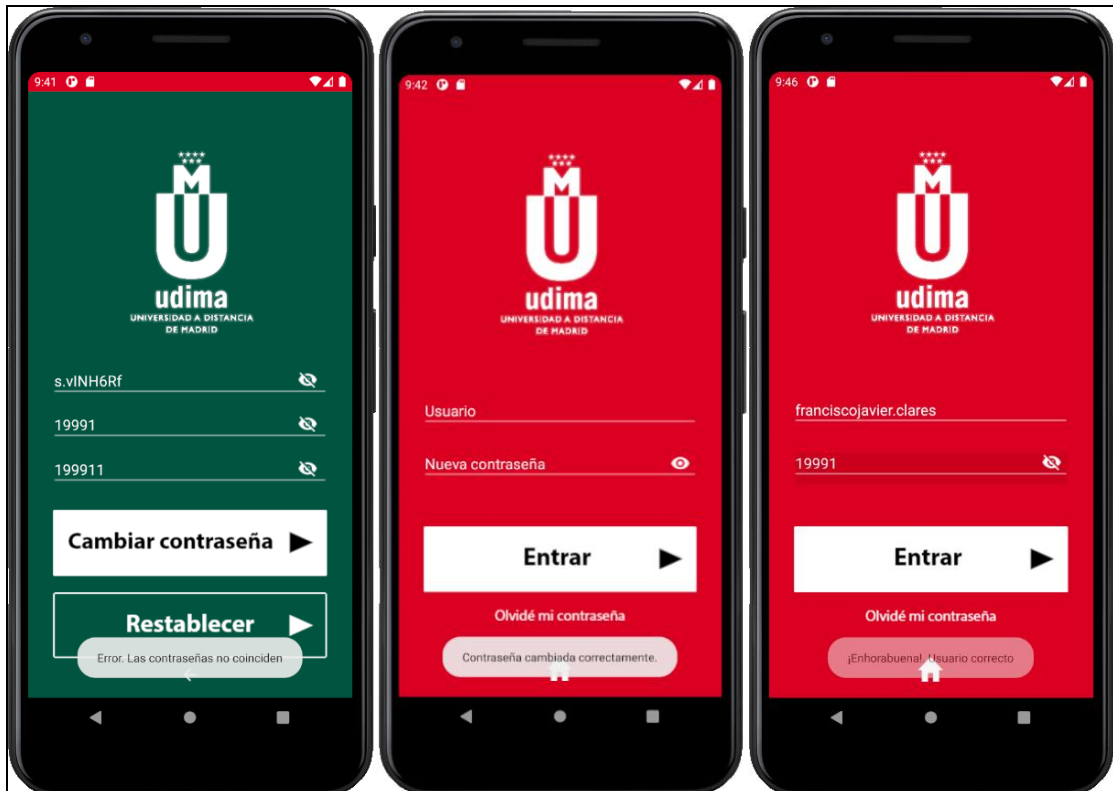 9:41
M
U
udima
UNIVERSIDAD A DISTANCIA
DE MADRID
s.vINH6Rf
19991
199911
Cambiar contraseña
Restablecer
Error. Las contraseñas no coinciden
9:42
M
U
udima
UNIVERSIDAD A DISTANCIA
DE MADRID
Usuario
Nueva contraseña
Entrar
Olvidé mi contraseña
Contraseña cambiada correctamente.
9:46
M
U
udima
UNIVERSIDAD A DISTANCIA
DE MADRID
franciscojavier.clares
19991
Entrar
Olvidé mi contraseña
¡Enhorabuena!. Usuario correcto